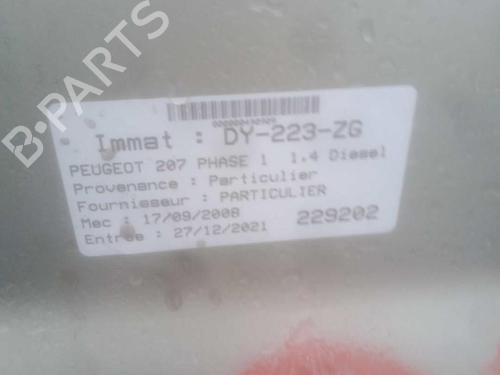 B-PARTS
Immat : DY-223-ZG
PEUGEOT 207 PHASE 1 1.4 Diesel
Provenance : Particulier
Fournisseur : PARTICULIER
Mec : 17/09/2008 229202
Entrée : 27/12/2021